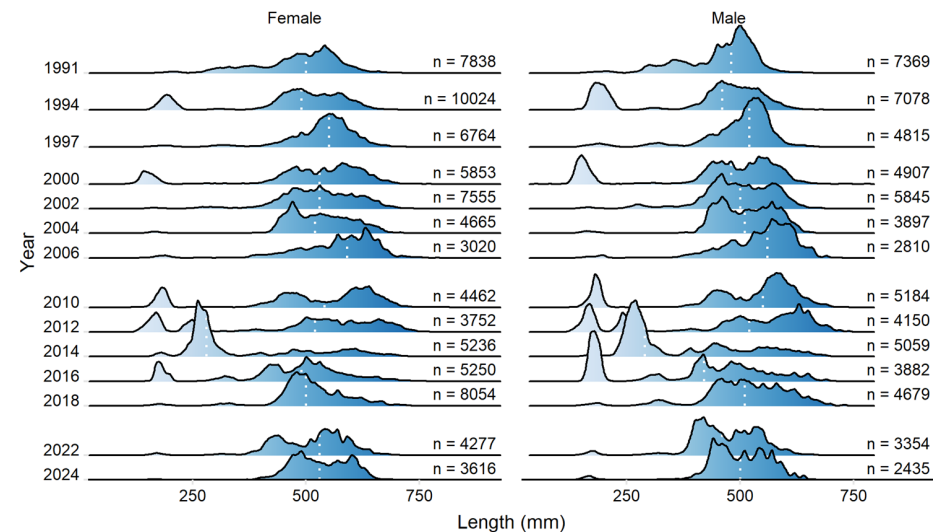 Female Male
1991 n = 7838 n = 7369
1994 n = 10024 n = 7078
1997 n = 6764 n = 4815
2000 n = 5853 n = 4907
2002 n = 7555 n = 5845
2004 n = 4665 n = 3897
2006 n = 3020 n = 2810
2010 n = 4462 n = 5184
2012 n = 3752 n = 4150
2014 n = 5236 n = 5059
2016 n = 5250 n = 3882
2018 n = 8054 n = 4679
2022 n = 4277 n = 3354
2024 n = 3616 n = 2435
250 500 750 250 500 750
Length (mm)
Year